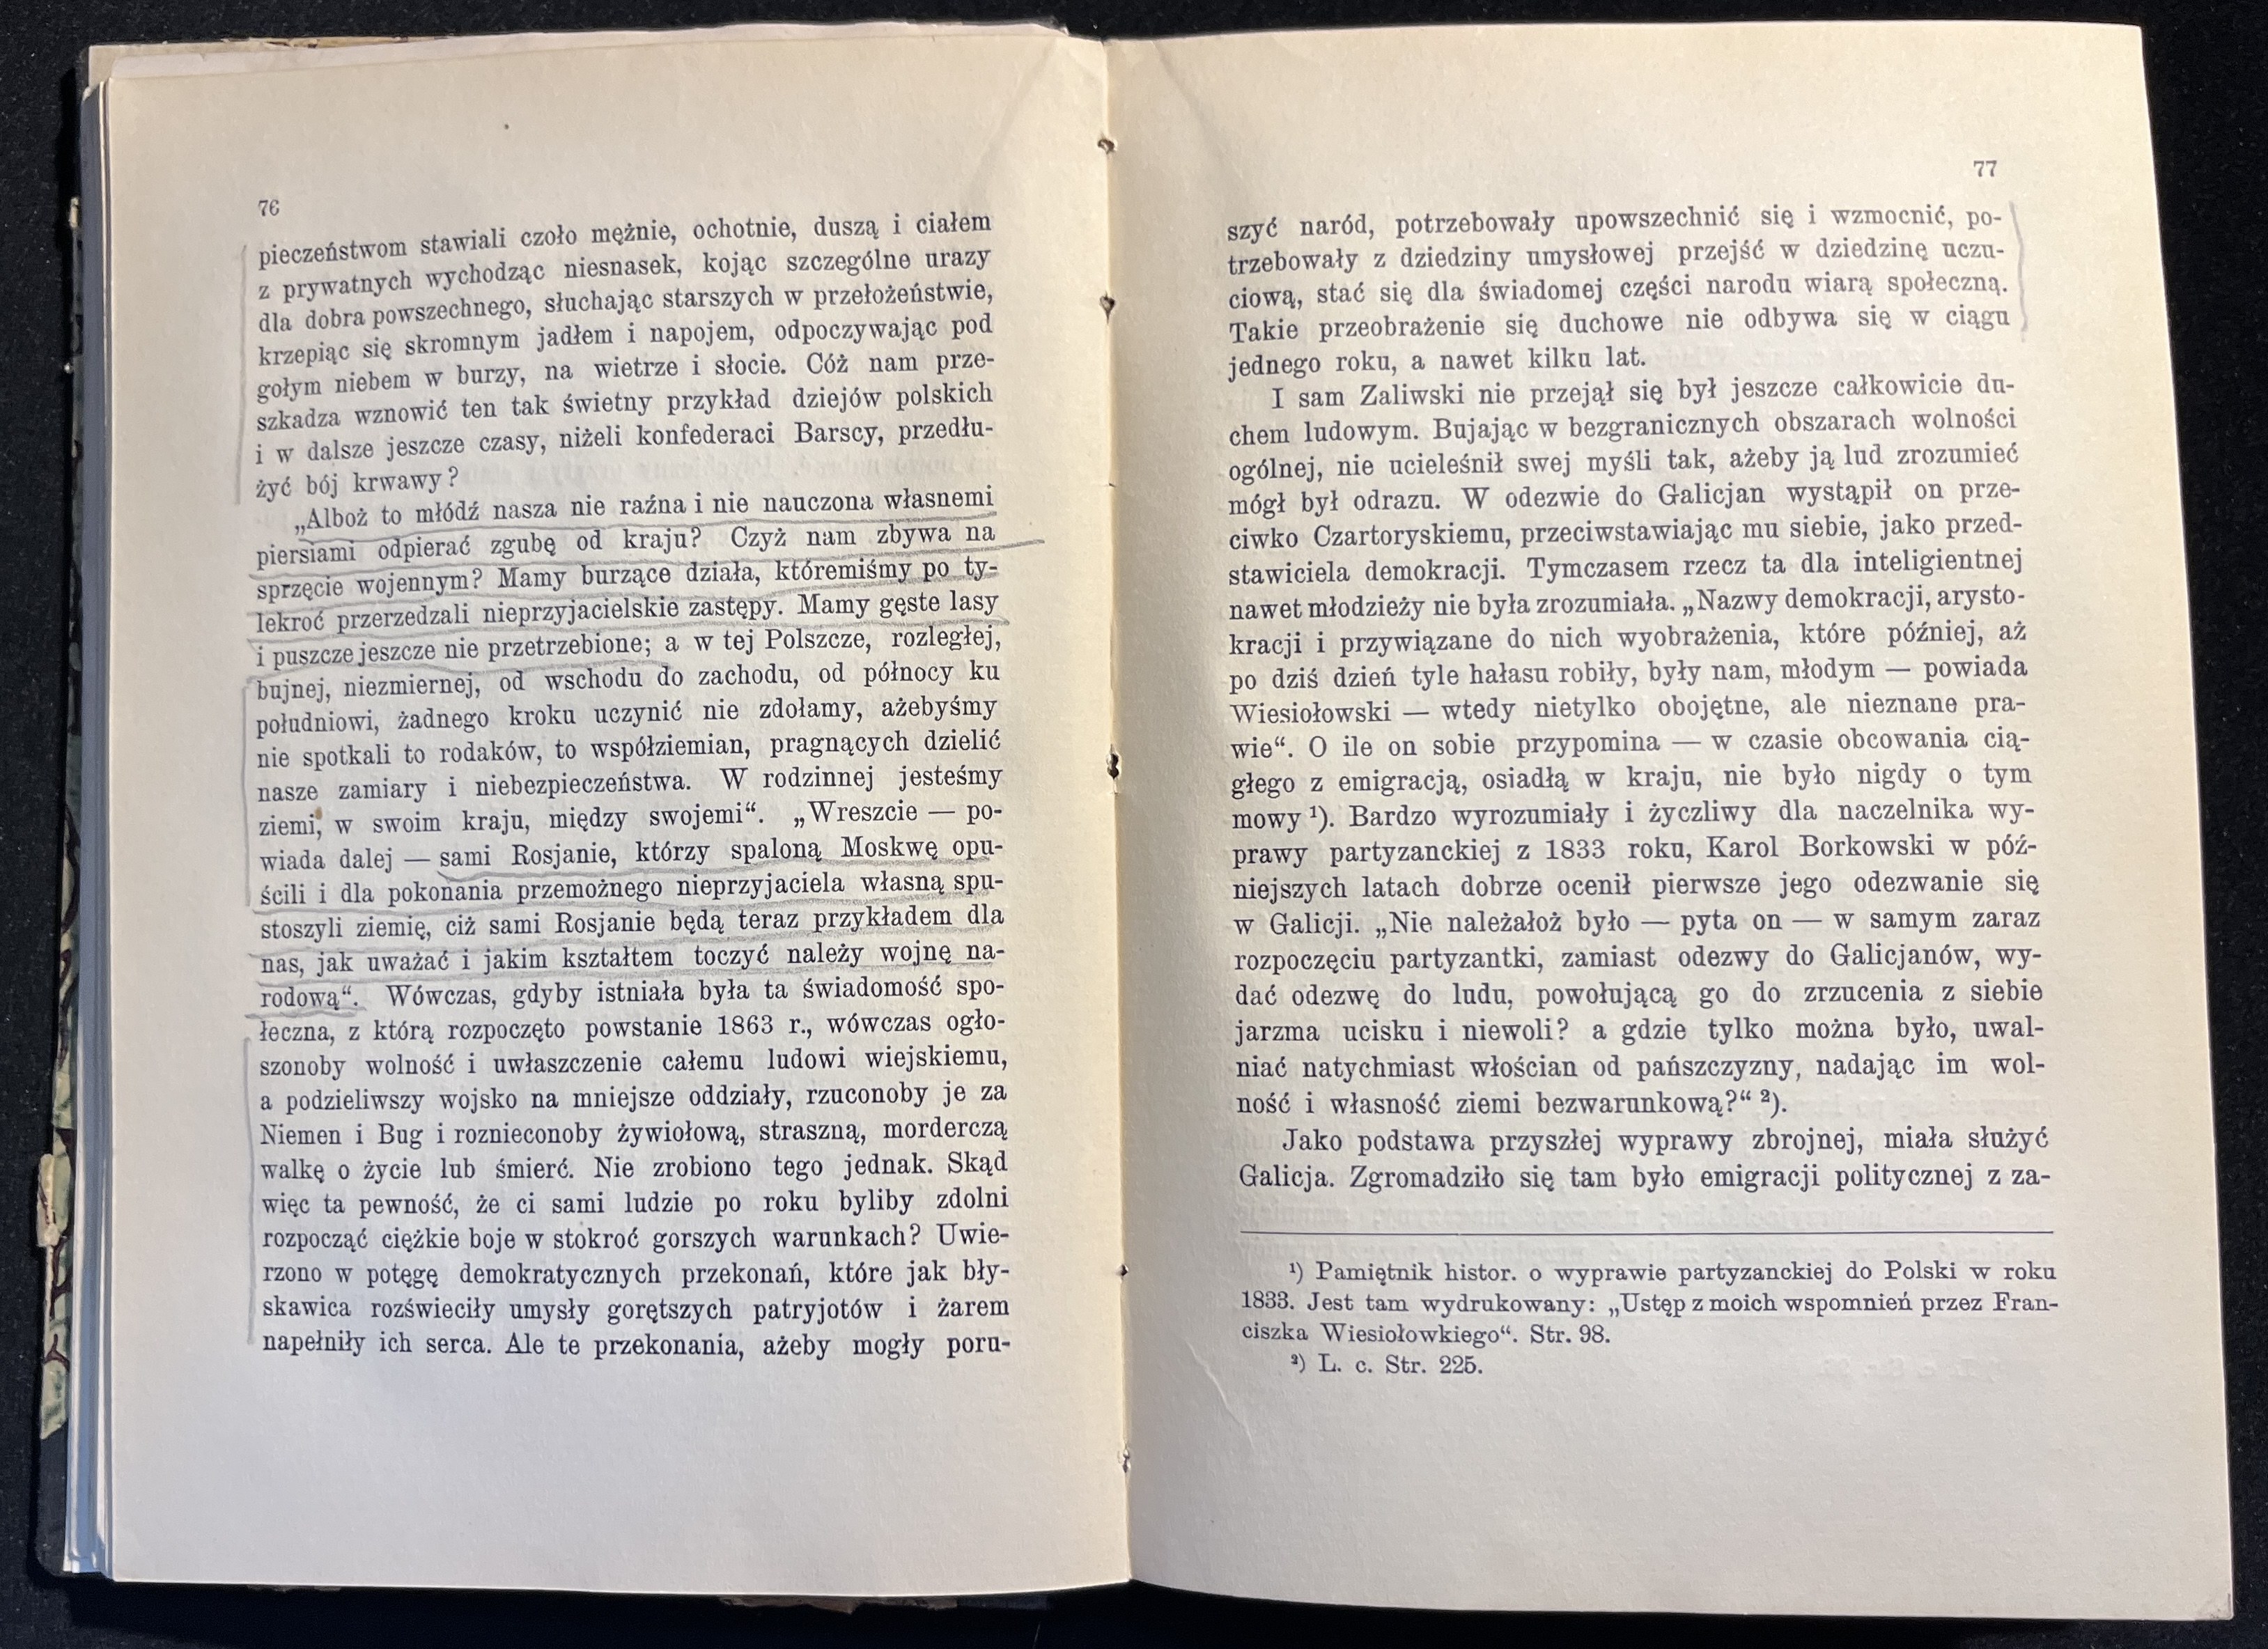 76
pieczeństwom stawiali czoło mężnie, ochotnie, duszą i ciałem
z prywatnych wychodząc niesnasek, kojąc szczególne urazy
dla dobra powszechnego, słuchając starszych w przełożeństwie,
krzepiąc się skromnym jadłem i napojem, odpoczywając pod
gołym niebem w burzy, na wietrze i słocie. Cóż nam prze-
szkadza wznowić ten tak świetny przykład dziejów polskich
i w dalsze jeszcze czasy, niżeli konfederaci Barscy, przedłu-
żyć bój krwawy?
„Alboż to młódź nasza nie raźna i nie nauczona własnemi
piersiami odpierać zgubę od kraju? Czyż nam zbywa na
sprzęcie wojennym? Mamy burzące działa, któremiśmy po ty-
lekroć przerzedzali nieprzyjacielskie zastępy. Mamy gęste lasy
i puszcze jeszcze nie przetrzebione; a w tej Polszcze, rozległej,
bujnej, niezmiernej, od wschodu do zachodu, od północy ku
południowi, żadnego kroku uczynić nie zdołamy, ażebyśmy
nie spotkali to rodaków, to współziemian, pragnących dzielić
nasze zamiary i niebezpieczeństwa. W rodzinnej jesteśmy
ziemi, w swoim kraju, między swojemi“. „Wreszcie — po-
wiada dalej — sami Rosjanie, którzy spaloną Moskwę opu-
ścili i dla pokonania przemożnego nieprzyjaciela własną spu-
stoszyli ziemię, ciż sami Rosjanie będą teraz przykładem dla
nas, jak uważać i jakim kształtem toczyć należy wojnę na-
rodową“. Wówczas, gdyby istniała była ta świadomość spo-
łeczna, z którą rozpoczęto powstanie 1863 r., wówczas ogło-
szonoby wolność i uwłaszczenie całemu ludowi wiejskiemu,
a podzieliwszy wojsko na mniejsze oddziały, rzuconoby je za
Niemen i Bug i roznieconoby żywiołową, straszną, morderczą
walkę o życie lub śmierć. Nie zrobiono tego jednak. Skąd
więc ta pewność, że ci sami ludzie po roku byliby zdolni
rozpocząć ciężkie boje w stokroć gorszych warunkach? Uwie-
rzono w potęgę demokratycznych przekonań, które jak bły-
skawica rozświeciły umysły gorętszych patryjotów i żarem
napełniły ich serca. Ale te przekonania, ażeby mogły poru-
77
szyć naród, potrzebowały upowszechnić się i wzmocnić, po-
trzebowały z dziedziny umysłowej przejść w dziedzinę uczu-
ciową, stać się dla świadomej części narodu wiarą społeczną.
Takie przeobrażenie się duchowe nie odbywa się w ciągu
jednego roku, a nawet kilku lat.
I sam Zaliwski nie przejął się był jeszcze całkowicie du-
chem ludowym. Bujając w bezgranicznych obszarach wolności
ogólnej, nie ucieleśnił swej myśli tak, ażeby ją lud zrozumieć
mógł był odrazu. W odezwie do Galicjan wystąpił on prze-
ciwko Czartoryskiemu, przeciwstawiając mu siebie, jako przed-
stawiciela demokracji. Tymczasem rzecz ta dla inteligientnej
nawet młodzieży nie była zrozumiała. „Nazwy demokracji, arysto-
kracji i przywiązane do nich wyobrażenia, które później, aż
po dziś dzień tyle hałasu robiły, były nam, młodym — powiada
Wiesiołowski — wtedy nietylko obojętne, ale nieznane pra-
wie“. O ile on sobie przypomina — w czasie obcowania cią-
głego z emigracją, osiadłą w kraju, nie było nigdy o tym
mowy ¹). Bardzo wyrozumiały i życzliwy dla naczelnika wy-
prawy partyzanckiej z 1833 roku, Karol Borkowski w póź-
niejszych latach dobrze ocenił pierwsze jego odezwanie się
w Galicji. „Nie należałoż było — pyta on — w samym zaraz
rozpoczęciu partyzantki, zamiast odezwy do Galicjanów, wy-
dać odezwę do ludu, powołującą go do zrzucenia z siebie
jarzma ucisku i niewoli? a gdzie tylko można było, uwal-
niać natychmiast włościan od pańszczyzny, nadając im wol-
ność i własność ziemi bezwarunkową?“ ²).
Jako podstawa przyszłej wyprawy zbrojnej, miała służyć
Galicja. Zgromadziło się tam było emigracji politycznej z za-
¹) Pamiętnik histor. o wyprawie partyzanckiej do Polski w roku
1833. Jest tam wydrukowany: „Ustęp z moich wspomnień przez Fran-
ciszka Wiesiołowkiego“. Str. 98.
²) L. c. Str. 225.